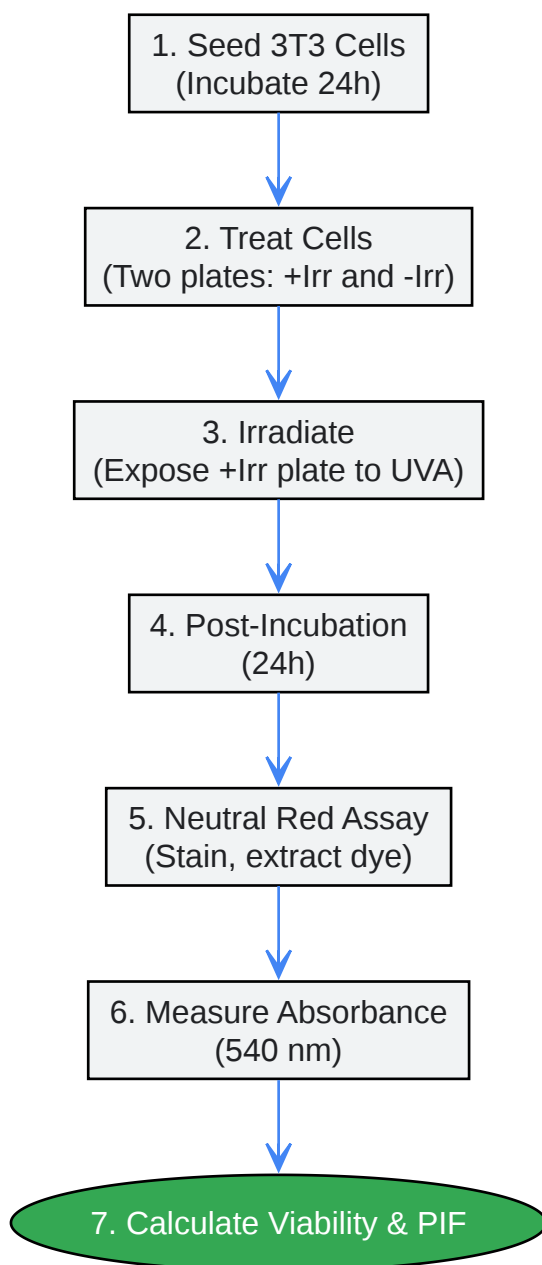 1. Seed 3T3 Cells
(Incubate 24h)
2. Treat Cells
(Two plates: +Irr and -Irr)
3. Irradiate
(Expose +Irr plate to UVA)
4. Post-Incubation
(24h)
5. Neutral Red Assay
(Stain, extract dye)
6. Measure Absorbance
(540 nm)
7. Calculate Viability & PIF